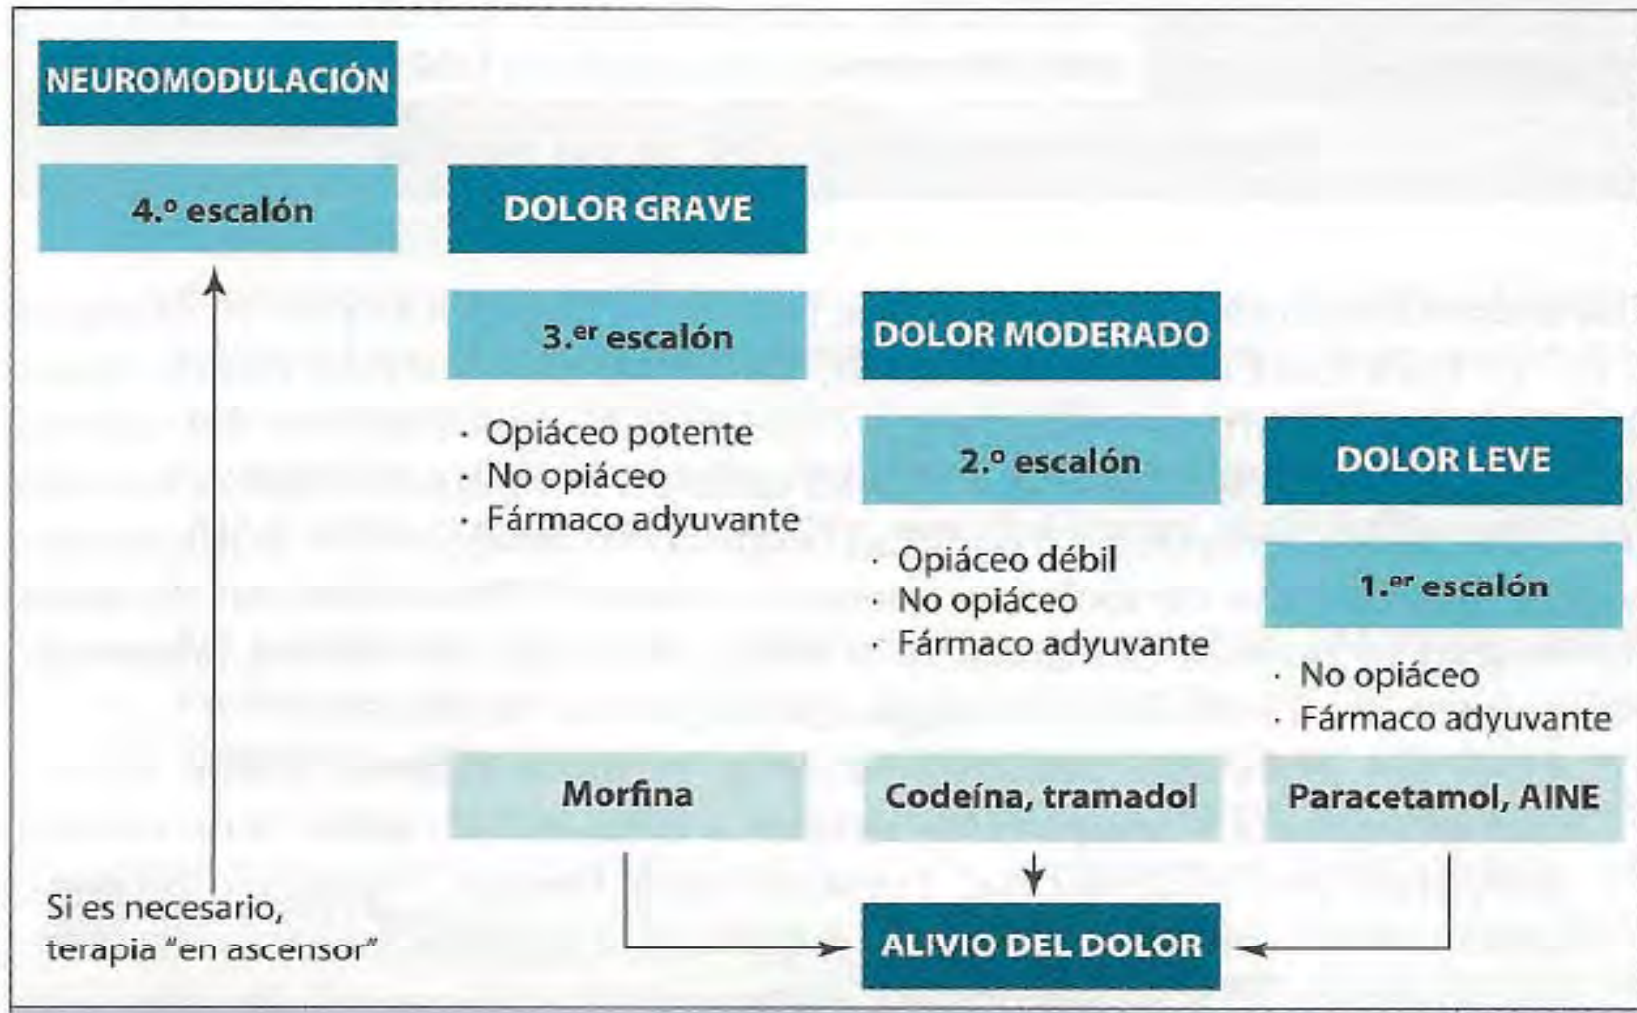 NEUROMODULACIÓN
4.º escalón
Si es necesario,
terapia "en ascensor"
DOLOR GRAVE
3.er escalón
· Opiáceo potente
· No opiáceo
· Fármaco adyuvante
Morfina
DOLOR MODERADO
2.º escalón
· Opiáceo débil
· No opiáceo
· Fármaco adyuvante
Codeína, tramadol
DOLOR LEVE
1.er escalón
· No opiáceo
· Fármaco adyuvante
Paracetamol, AINE
ALIVIO DEL DOLOR